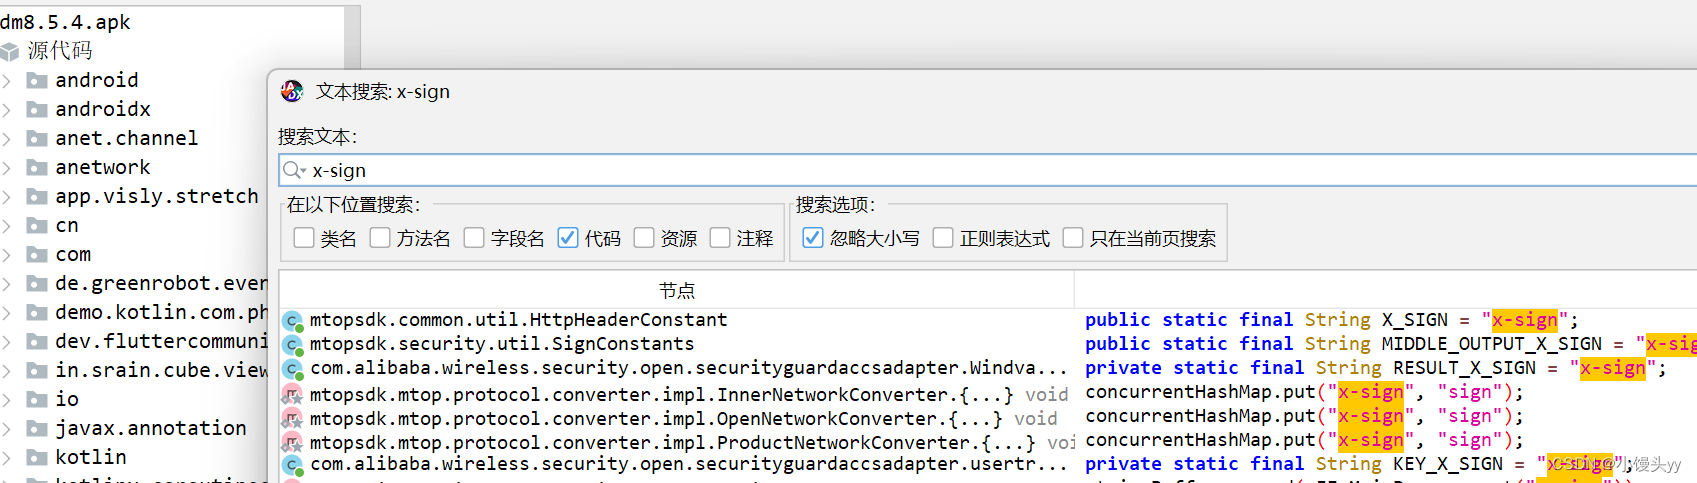 dm8.5.4.apk
源代码
android
androidx
anet.channel
anetwork
app.visly.stretch
cn
com
de.greenrobot.even
demo.kotlin.com.ph
dev.fluttercommuni
in.srain.cube.view
io
javax.annotation
kotlin
文本搜索: x-sign
搜索文本:
x-sign
在以下位置搜索:
类名 方法名 字段名 代码 资源 注释
搜索选项:
忽略大小写 正则表达式 只在当前页搜索
节点
mtopsdk.common.util.HttpHeaderConstant public static final String X_SIGN = "x-sign";
mtopsdk.security.util.SignConstants public static final String MIDDLE_OUTPUT_X_SIGN = "x-sig
com.alibaba.wireless.security.open.securityguardaccsadapter.Windva... private static final String RESULT_X_SIGN = "x-sign";
mtopsdk.mtop.protocol.converter.impl.InnerNetworkConverter.{...} void concurrentHashMap.put("x-sign", "sign");
mtopsdk.mtop.protocol.converter.impl.OpenNetworkConverter.{...} void concurrentHashMap.put("x-sign", "sign");
mtopsdk.mtop.protocol.converter.impl.ProductNetworkConverter.{...} voi concurrentHashMap.put("x-sign", "sign");
com.alibaba.wireless.security.open.securityguardaccsadapter.usertr... private static final String KEY_X_SIGN = "x-sign";
CSDN @小馒头yy